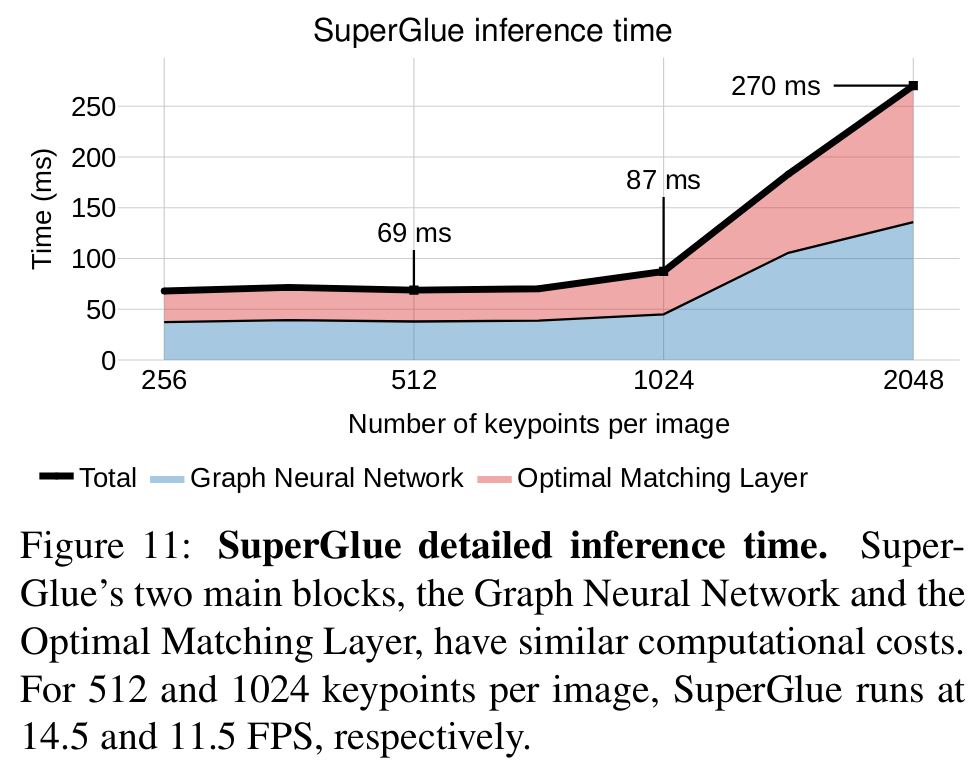 SuperGlue inference time
270 ms
87 ms
69 ms
Time (ms)
250
200
150
100
50
0
256 512 1024 2048
Number of keypoints per image
Total Graph Neural Network Optimal Matching Layer
Figure 11: SuperGlue detailed inference time. Super-
Glue’s two main blocks, the Graph Neural Network and the
Optimal Matching Layer, have similar computational costs.
For 512 and 1024 keypoints per image, SuperGlue runs at
14.5 and 11.5 FPS, respectively.